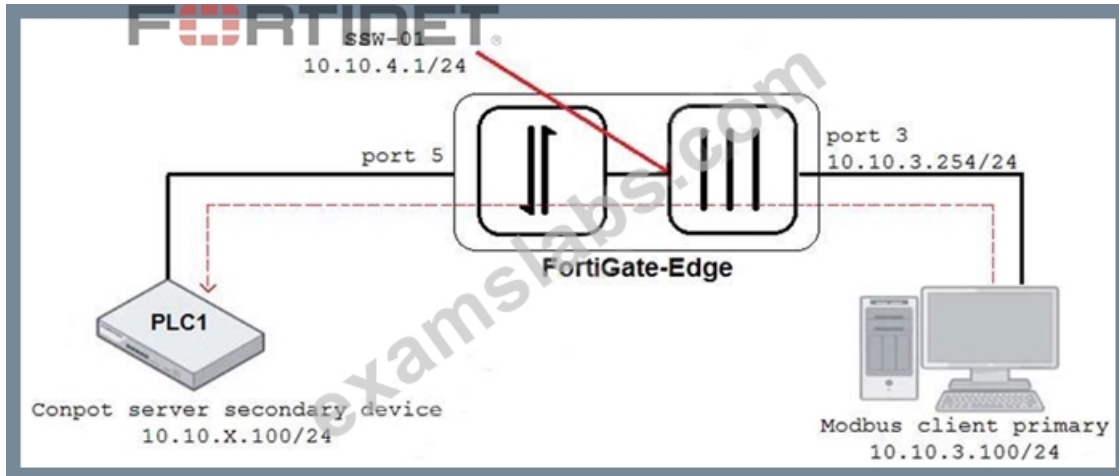 FORTINET®
SSW-01
10.10.4.1/24
port 5
port 3
10.10.3.254/24
FortiGate-Edge
PLC1
Conpot server secondary device
10.10.X.100/24
Modbus client primary
10.10.3.100/24
examslabs.com